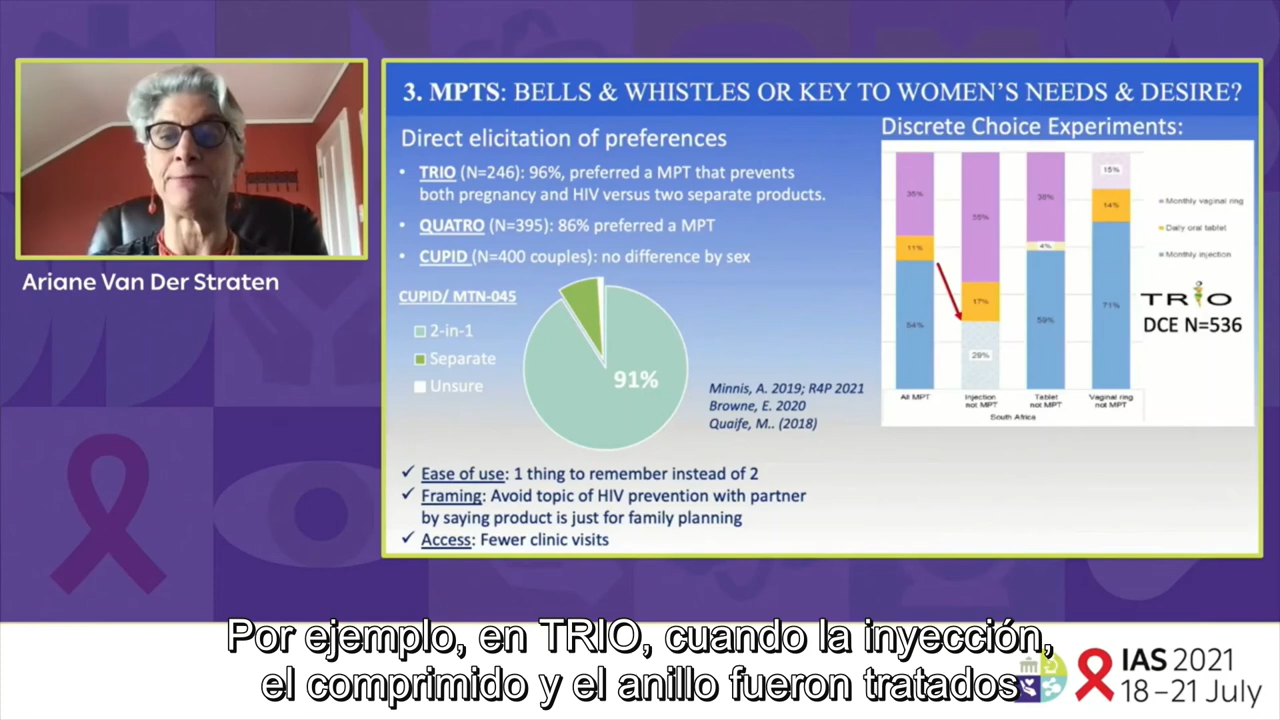 3. MPTS: BELLS & WHISTLES OR KEY TO WOMEN'S NEEDS & DESIRE?
Direct elicitation of preferences
• TRIO (N=246): 96%, preferred a MPT that prevents
both pregnancy and HIV versus two separate products.
• QUATRO (N=395): 86% preferred a MPT
• CUPID (N=400 couples): no difference by sex
CUPID/ MTN-045
2-in-1
Separate
Unsure
91%
Minnis, A. 2019; R4P 2021
Browne, E. 2020
Quaife, M.. (2018)
✓ Ease of use: 1 thing to remember instead of 2
✓ Framing: Avoid topic of HIV prevention with partner
by saying product is just for family planning
✓ Access: Fewer clinic visits
Discrete Choice Experiments:
35%
11%
54%
55%
17%
29%
38%
4%
59%
15%
14%
71%
All MPT
Injection
not MPT
Tablet
not MPT
Vaginal ring
not MPT
South Africa
Monthly vaginal ring
Daily oral tablet
Monthly injection
TRIO
DCE N=536
Ariane Van Der Straten
Por ejemplo, en TRIO, cuando la inyección,
el comprimido y el anillo fueron tratados
IAS 2021
18–21 July